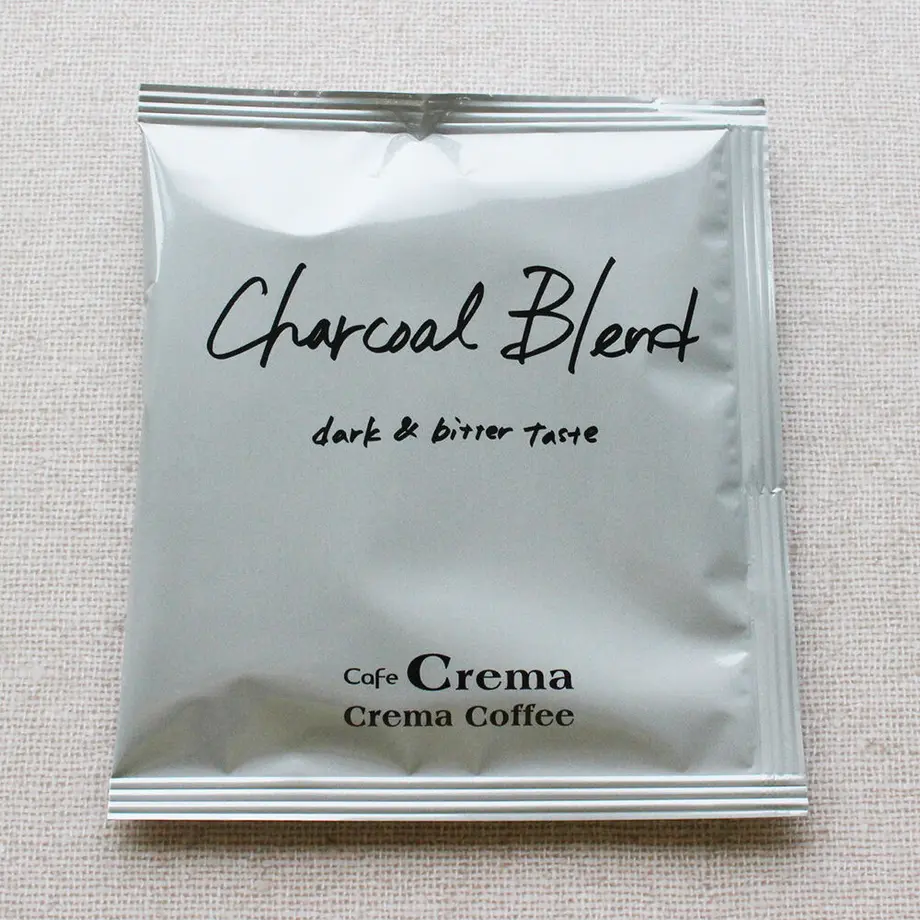 Charcoal Blend
dark & bitter taste
Cafe Crema
Crema Coffee